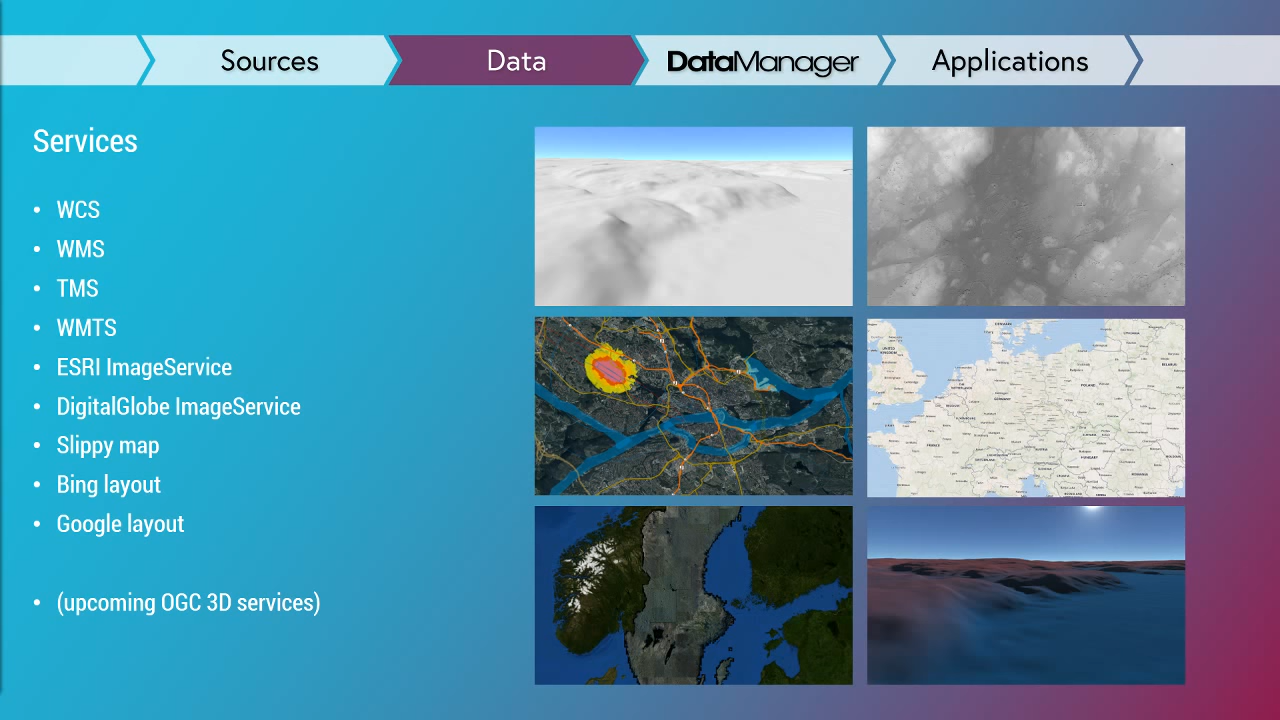 Sources
Data
DataManager
Applications
Services
• WCS
• WMS
• TMS
• WMTS
• ESRI ImageService
• DigitalGlobe ImageService
• Slippy map
• Bing layout
• Google layout
• (upcoming OGC 3D services)